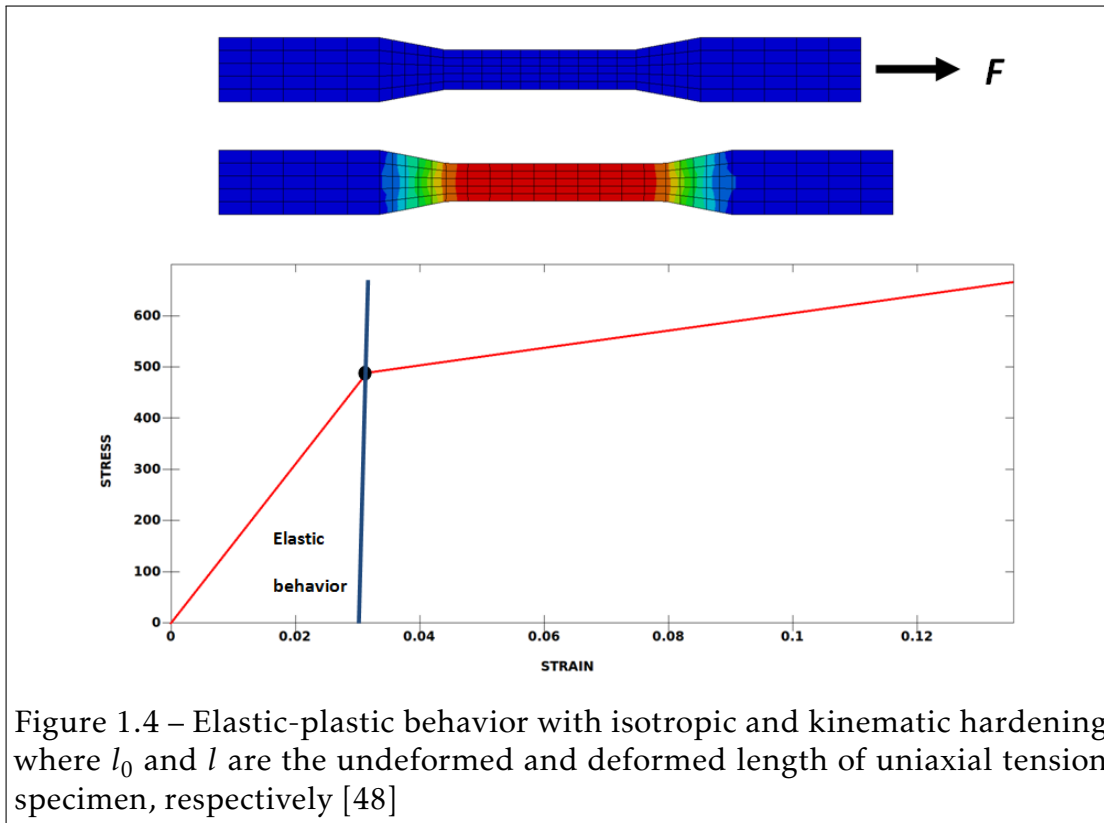 F
600
500
400
300
200
100
0
STRESS
Elastic
behavior
0 0.02 0.04 0.06 0.08 0.1 0.12
STRAIN
Figure 1.4 – Elastic-plastic behavior with isotropic and kinematic hardening
where l₀ and l are the undeformed and deformed length of uniaxial tension
specimen, respectively [48]